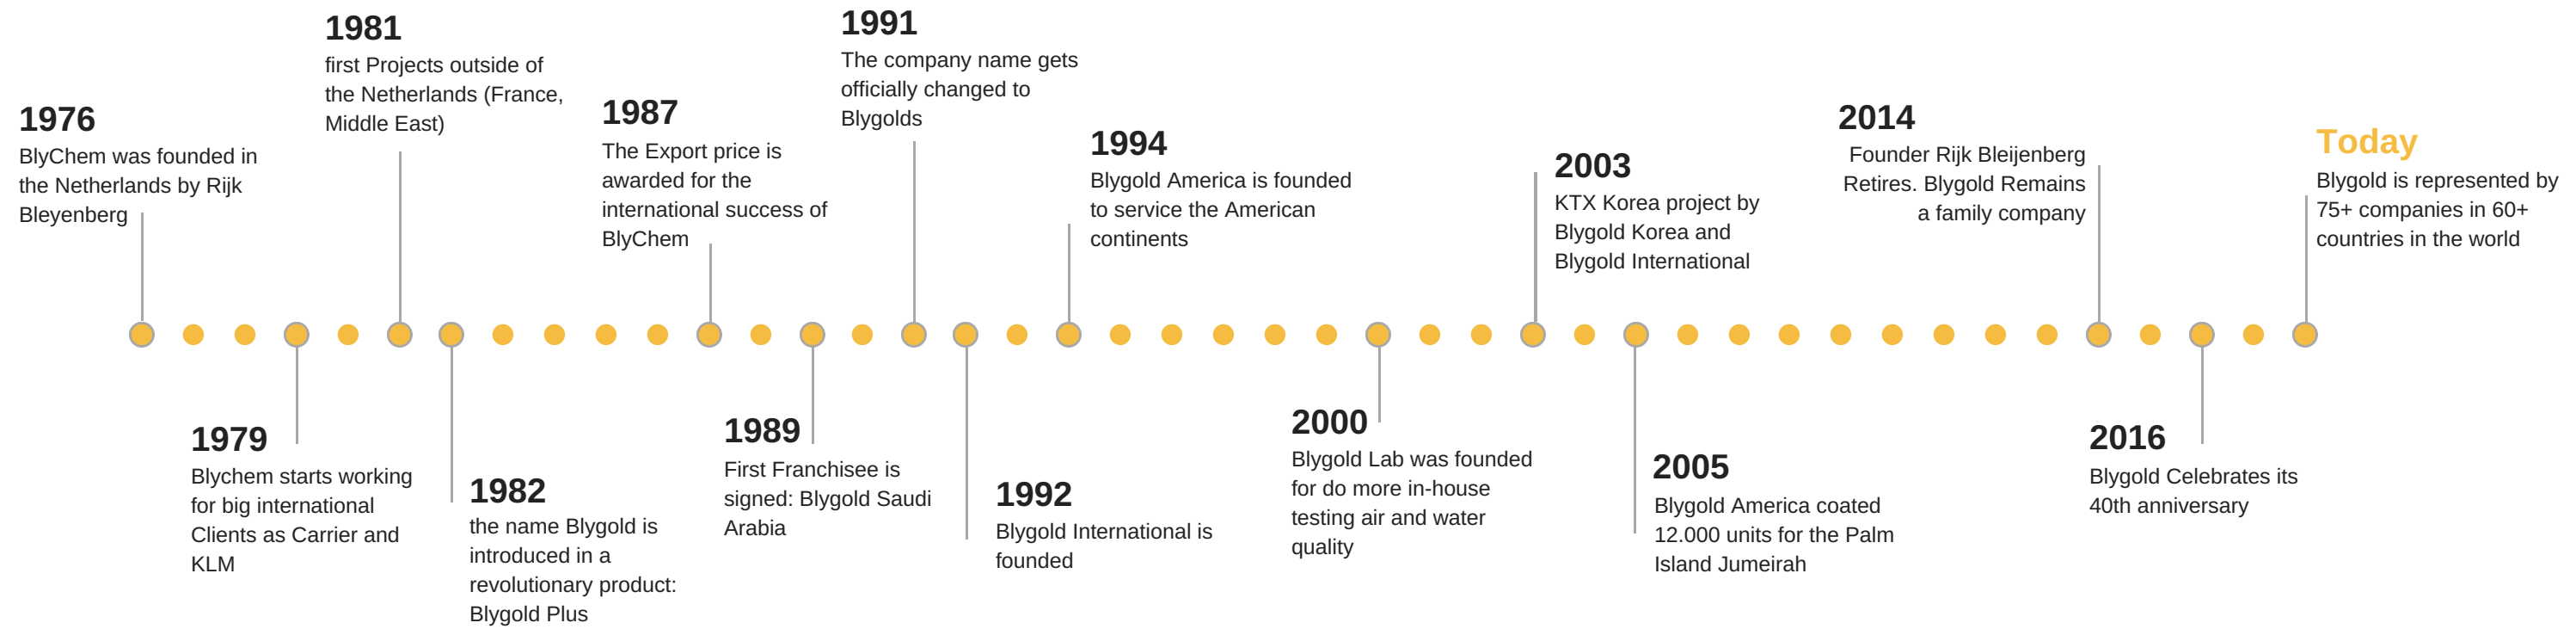 1976
BlyChem was founded in
the Netherlands by Rijk
Bleyenberg
1979
Blychem starts working
for big international
Clients as Carrier and
KLM
1981
first Projects outside of
the Netherlands (France,
Middle East)
1982
the name Blygold is
introduced in a
revolutionary product:
Blygold Plus
1987
The Export price is
awarded for the
international success of
BlyChem
1989
First Franchisee is
signed: Blygold Saudi
Arabia
1991
The company name gets
officially changed to
Blygolds
1992
Blygold International is
founded
1994
Blygold America is founded
to service the American
continents
2000
Blygold Lab was founded
for do more in-house
testing air and water
quality
2003
KTX Korea project by
Blygold Korea and
Blygold International
2005
Blygold America coated
12.000 units for the Palm
Island Jumeirah
2014
Founder Rijk Bleijenberg
Retires. Blygold Remains
a family company
2016
Blygold Celebrates its
40th anniversary
Today
Blygold is represented by
75+ companies in 60+
countries in the world